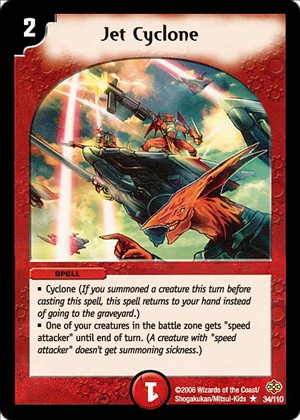 2
Jet Cyclone
SPELL
▪ Cyclone (If you summoned a creature this turn before
casting this spell, this spell returns to your hand instead
of going to the graveyard.)
▪ One of your creatures in the battle zone gets "speed
attacker" until end of turn. (A creature with "speed
attacker" doesn't get summoning sickness.)
1
©2006 Wizards of the Coast/
Shogakukan/Mitsui-Kids ★ 34/110